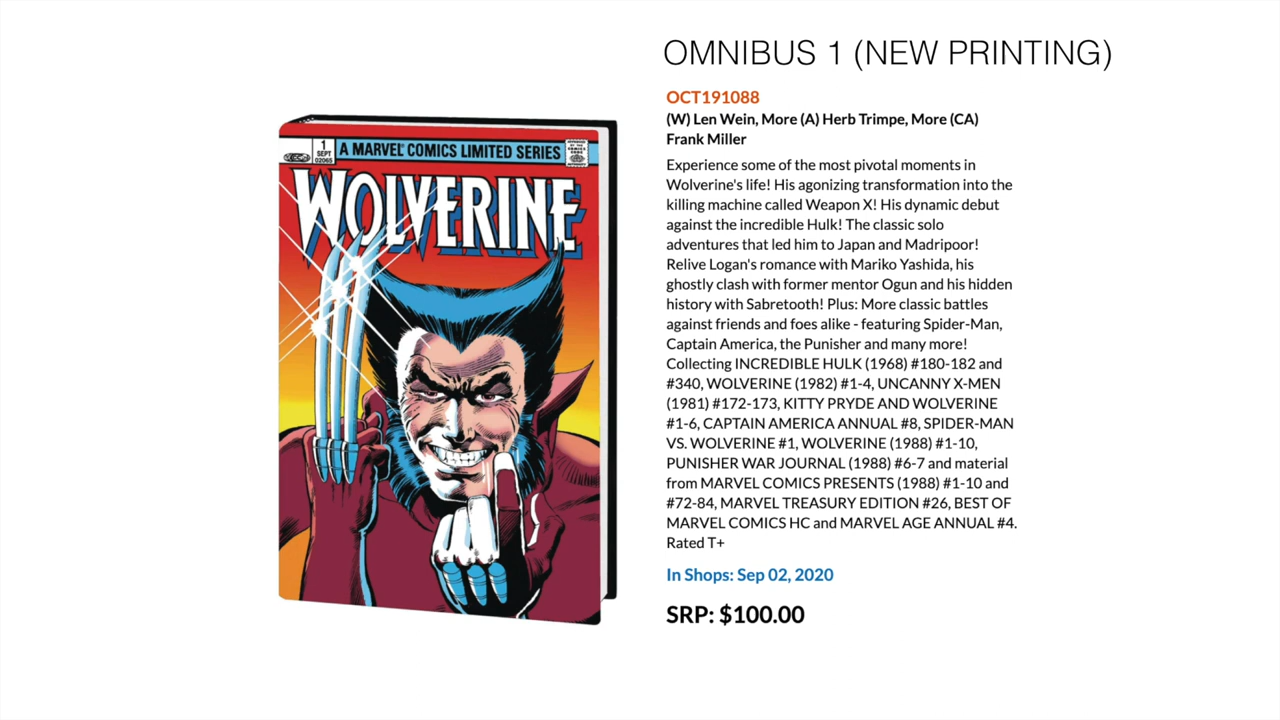 OMNIBUS 1 (NEW PRINTING)
OCT191088
(W) Len Wein, More (A) Herb Trimpe, More (CA)
Frank Miller
Experience some of the most pivotal moments in
Wolverine's life! His agonizing transformation into the
killing machine called Weapon X! His dynamic debut
against the incredible Hulk! The classic solo
adventures that led him to Japan and Madripoor!
Relive Logan's romance with Mariko Yashida, his
ghostly clash with former mentor Ogun and his hidden
history with Sabretooth! Plus: More classic battles
against friends and foes alike - featuring Spider-Man,
Captain America, the Punisher and many more!
Collecting INCREDIBLE HULK (1968) #180-182 and
#340, WOLVERINE (1982) #1-4, UNCANNY X-MEN
(1981) #172-173, KITTY PRYDE AND WOLVERINE
#1-6, CAPTAIN AMERICA ANNUAL #8, SPIDER-MAN
VS. WOLVERINE #1, WOLVERINE (1988) #1-10,
PUNISHER WAR JOURNAL (1988) #6-7 and material
from MARVEL COMICS PRESENTS (1988) #1-10 and
#72-84, MARVEL TREASURY EDITION #26, BEST OF
MARVEL COMICS HC and MARVEL AGE ANNUAL #4.
Rated T+
In Shops: Sep 02, 2020
SRP: $100.00
1
SEPT
02065
A MARVEL COMICS LIMITED SERIES
APPROVED
BY THE
COMICS
CODE
AUTHORITY
WOLVERINE